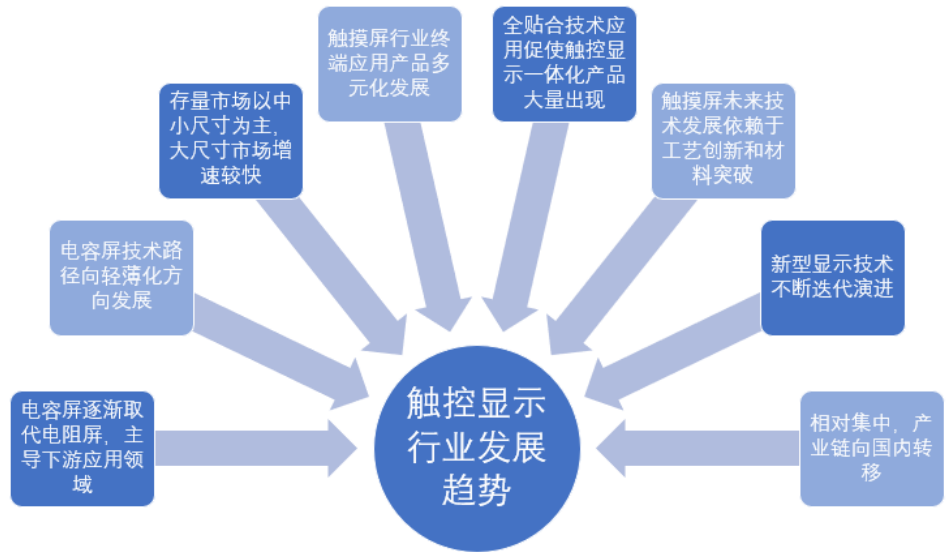 触摸屏行业终
端应用产品多
元化发展
全贴合技术应
用促使触控显
示一体化产品
大量出现
存量市场以中
小尺寸为主，
大尺寸市场增
速较快
触摸屏未来技
术发展依赖于
工艺创新和材
料突破
电容屏技术路
径向轻薄化方
向发展
新型显示技术
不断迭代演进
电容屏逐渐取
代电阻屏，主
导下游应用领
域
触控显示
行业发展
趋势
相对集中，产
业链向国内转
移